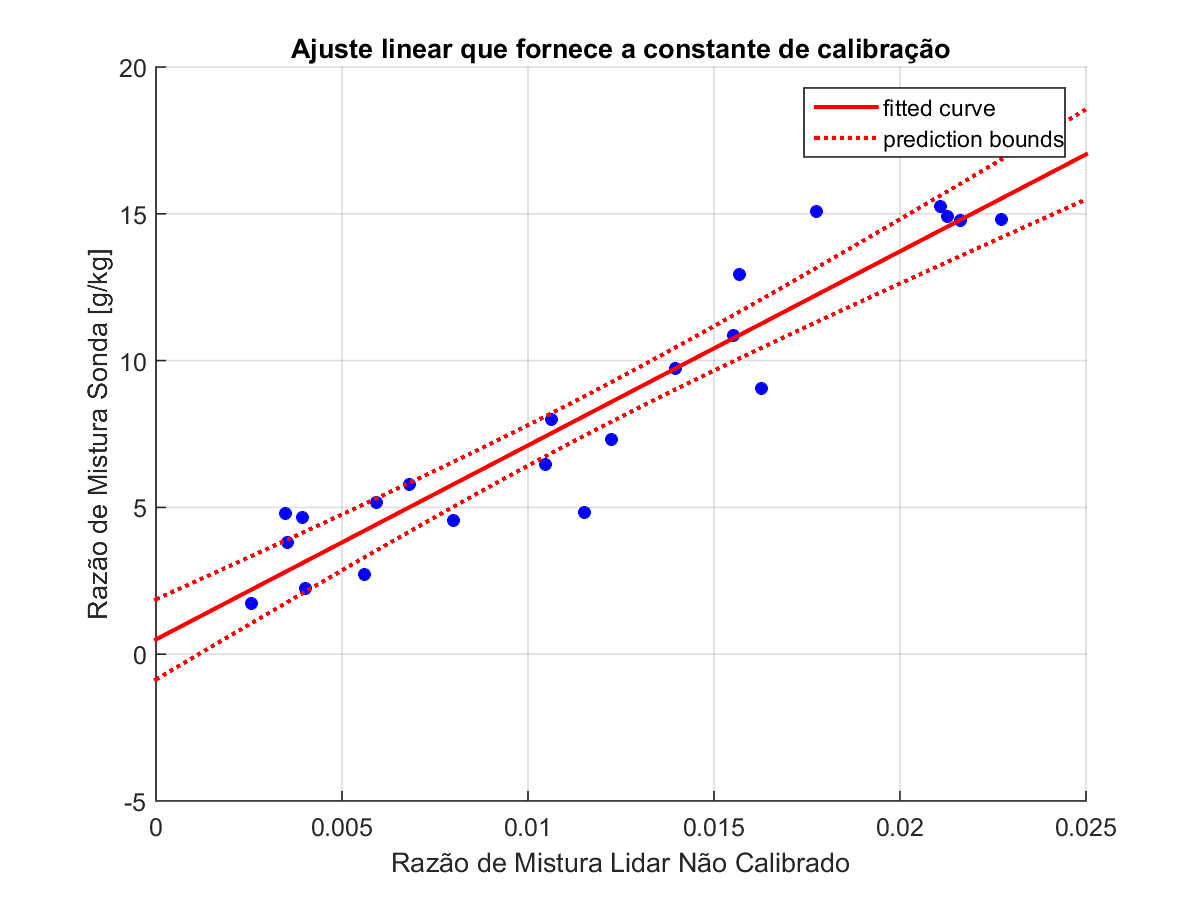 Ajuste linear que fornece a constante de calibração
fitted curve
prediction bounds
20
15
10
5
0
-5
Razão de Mistura Sonda [g/kg]
0
0.005
0.01
0.015
0.02
0.025
Razão de Mistura Lidar Não Calibrado